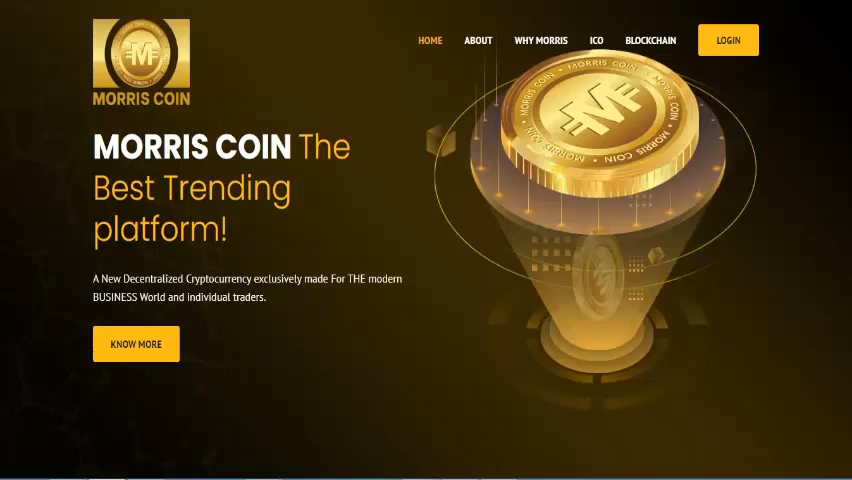 MORRIS COIN
HOME ABOUT WHY MORRIS ICO BLOCKCHAIN LOGIN
MORRIS COIN • MORRIS COIN • MORRIS COIN
MORRIS COIN The
Best Trending
platform!
A New Decentralized Cryptocurrency exclusively made For THE modern
BUSINESS World and individual traders.
KNOW MORE